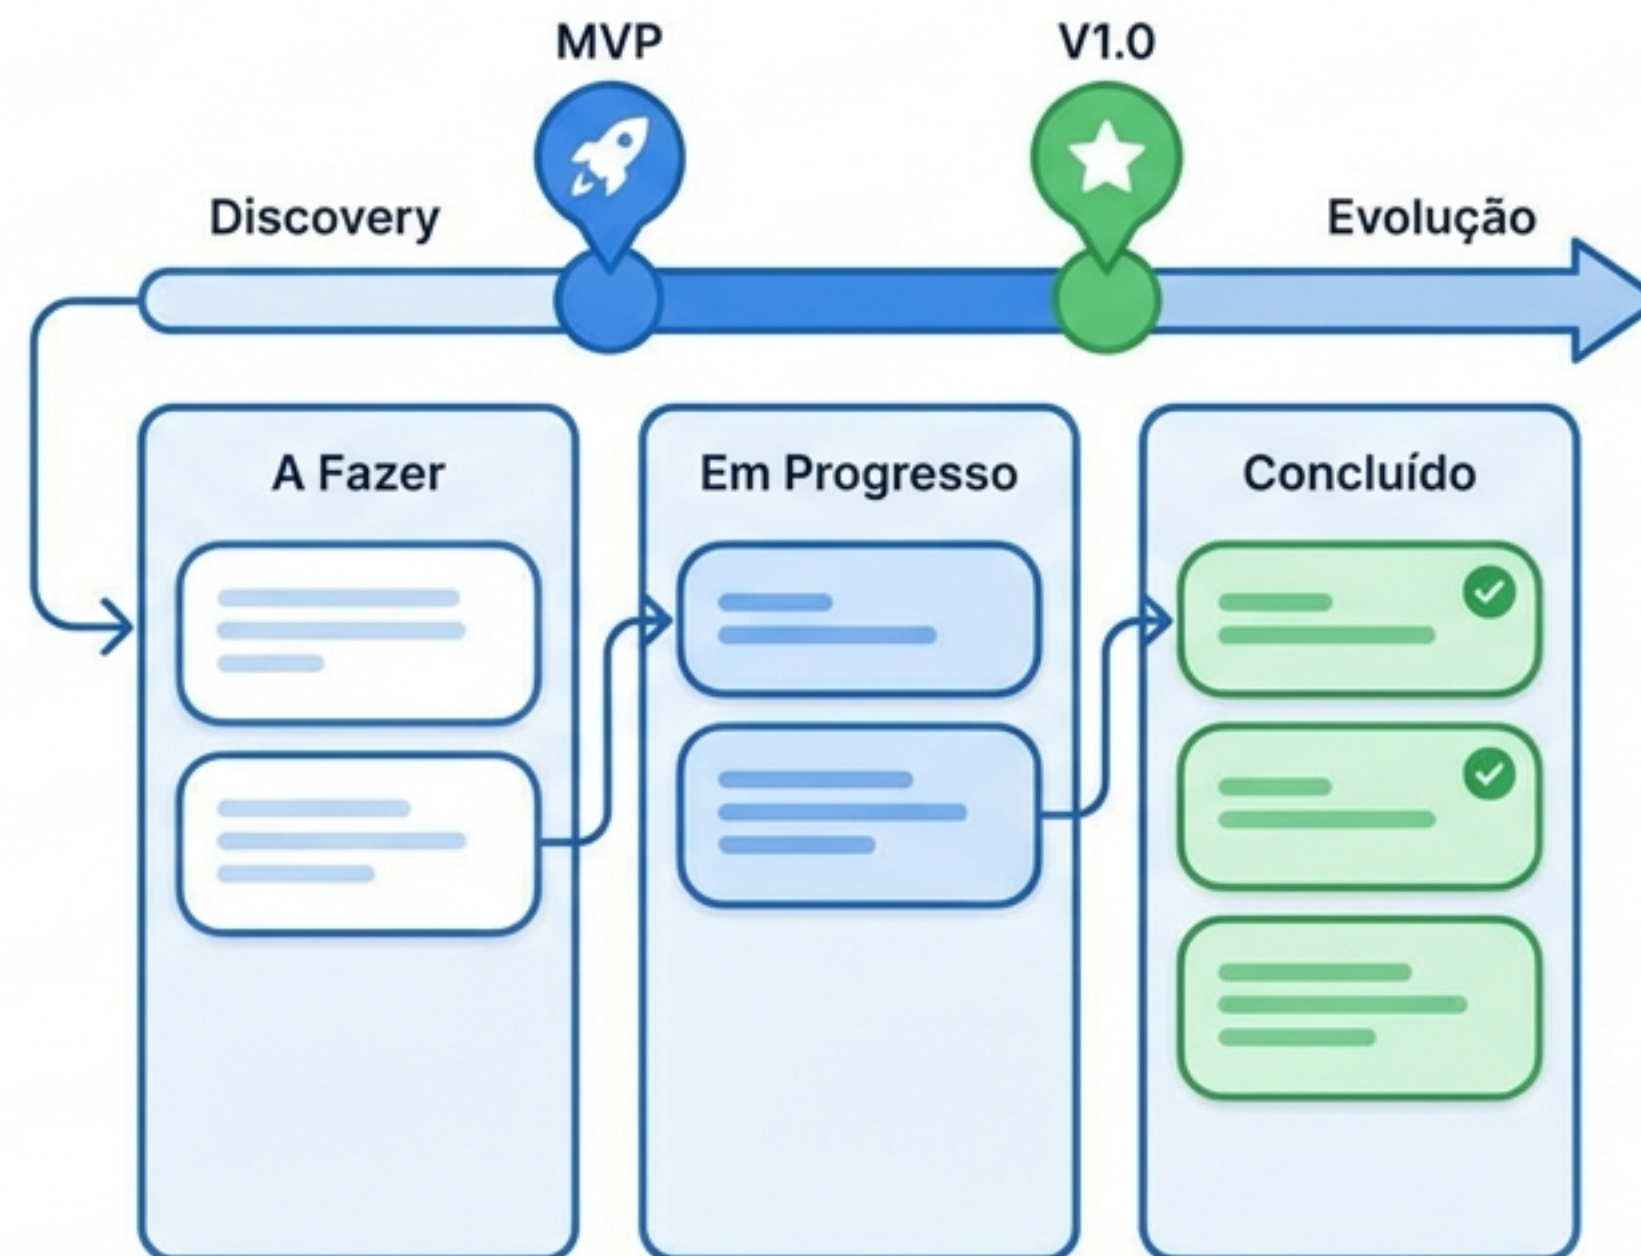 MVP
V1.0
Discovery
Evolução
A Fazer
Em Progresso
Concluído